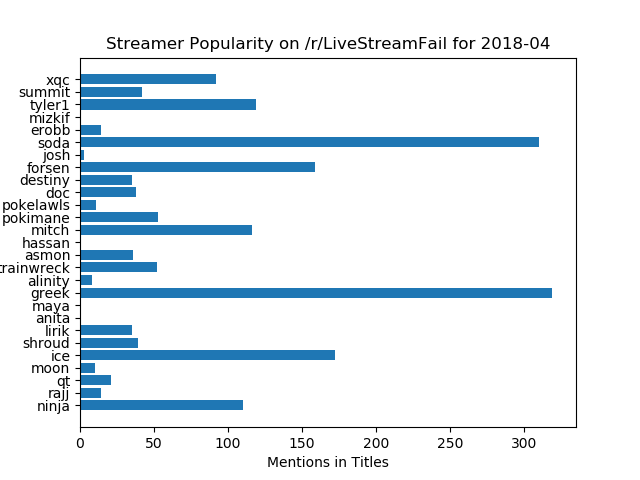 Streamer Popularity on /r/LiveStreamFail for 2018-04
xqc
summit
tyler1
mizkif
erobb
soda
josh
forsen
destiny
doc
pokelawls
pokimane
mitch
hassan
asmon
trainwreck
alinity
greek
maya
anita
lirik
shroud
ice
moon
qt
rajj
ninja
0 50 100 150 200 250 300
Mentions in Titles